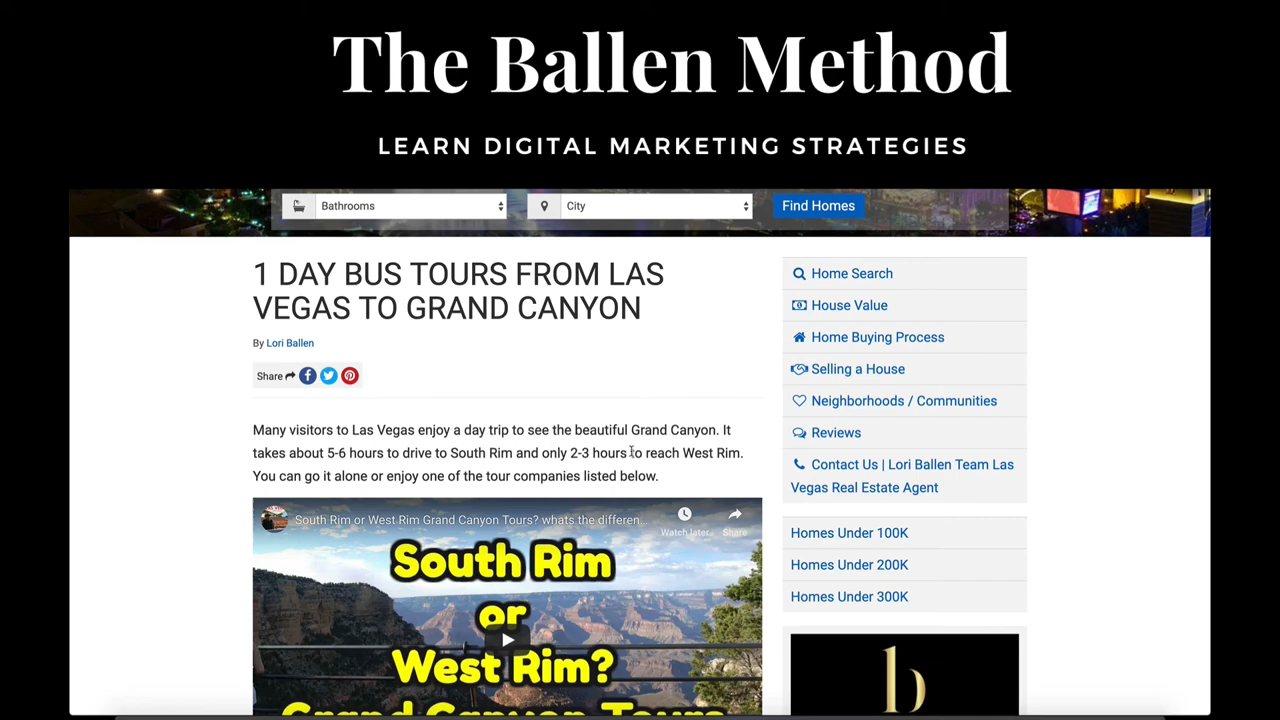 The Ballen Method
LEARN DIGITAL MARKETING STRATEGIES
Bathrooms
City
Find Homes
1 DAY BUS TOURS FROM LAS
VEGAS TO GRAND CANYON
By Lori Ballen
Share
Many visitors to Las Vegas enjoy a day trip to see the beautiful Grand Canyon. It
takes about 5-6 hours to drive to South Rim and only 2-3 hours to reach West Rim.
You can go it alone or enjoy one of the tour companies listed below.
South Rim or West Rim Grand Canyon Tours? whats the differen...
Watch later
Share
South Rim
or
West Rim?
Grand Canyon Tours
Home Search
House Value
Home Buying Process
Selling a House
Neighborhoods / Communities
Reviews
Contact Us | Lori Ballen Team Las
Vegas Real Estate Agent
Homes Under 100K
Homes Under 200K
Homes Under 300K
b